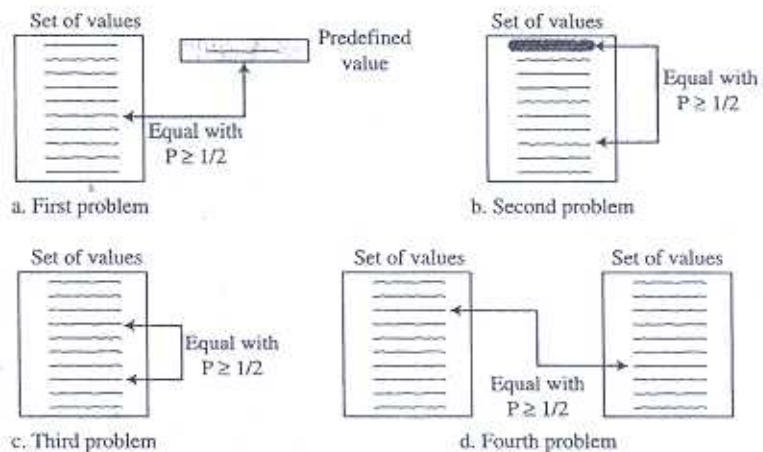 Set of values
Predefined
value
Equal with
P ≥ 1/2
a. First problem
Set of values
Equal with
P ≥ 1/2
b. Second problem
Set of values
Equal with
P ≥ 1/2
c. Third problem
Set of values
Set of values
Equal with
P ≥ 1/2
d. Fourth problem